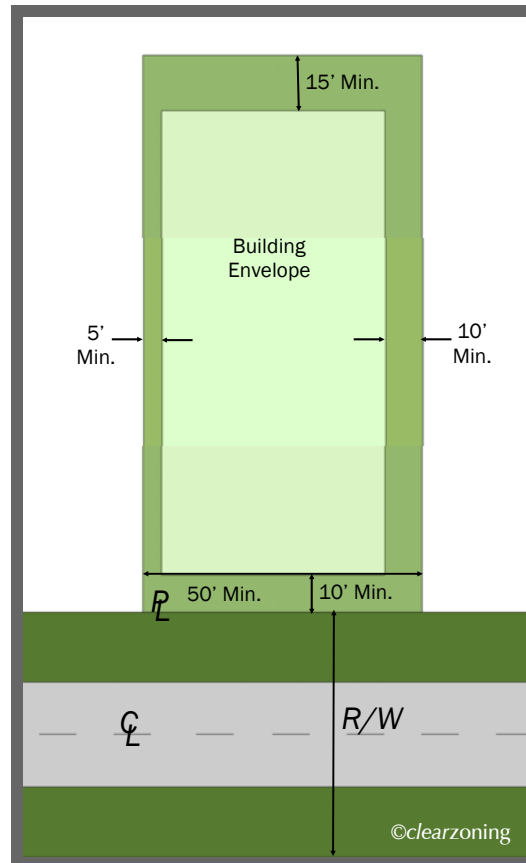 15’ Min.
Building
Envelope
5’
Min.
10’
Min.
50’ Min.
10’ Min.
PL
CL
R/W
©clearzoning